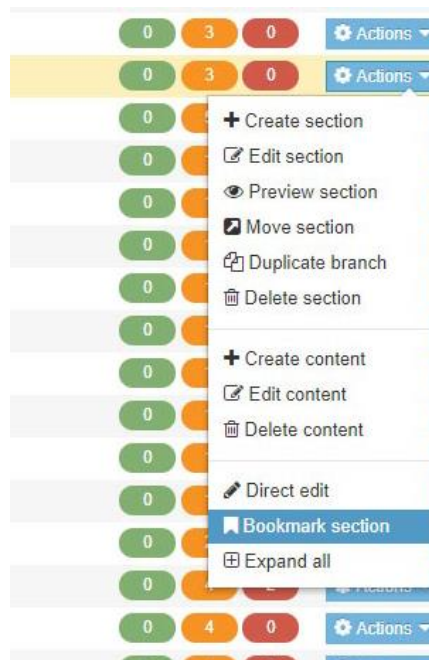 0 3 0 Actions
0 3 0 Actions
0
Create section
Edit section
0
Preview section
0
Move section
0
Duplicate branch
0
Delete section
0
Create content
0
Edit content
0
Delete content
0
Direct edit
0
Bookmark section
0
Expand all
0
0 4 0 Actions